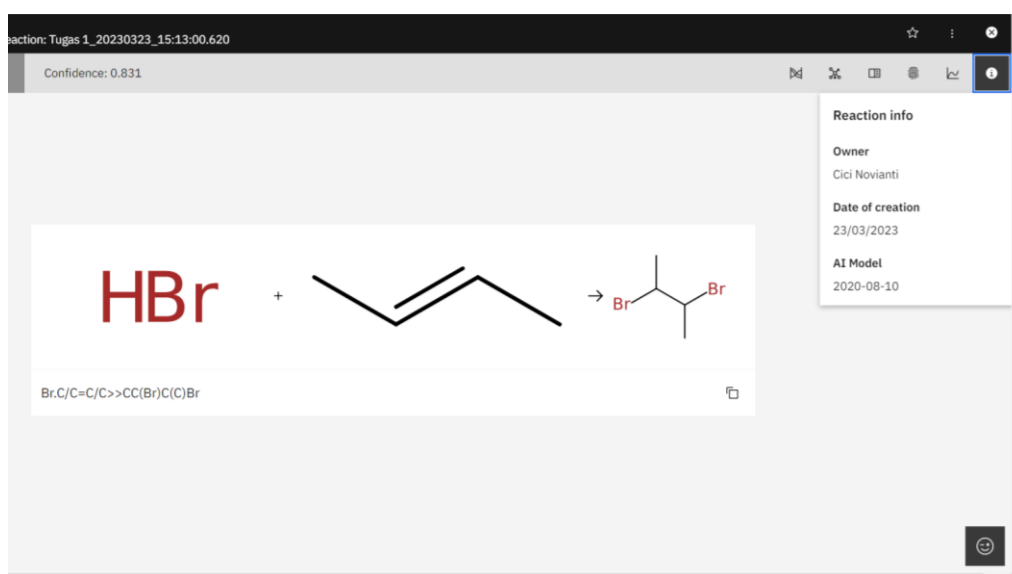 eaction: Tugas 1_20230323_15:13:00.620
Confidence: 0.831
Reaction info
Owner
Cici Novianti
Date of creation
23/03/2023
AI Model
2020-08-10
HBr + → Br Br
Br.C/C=C/C>>CC(Br)C(C)Br